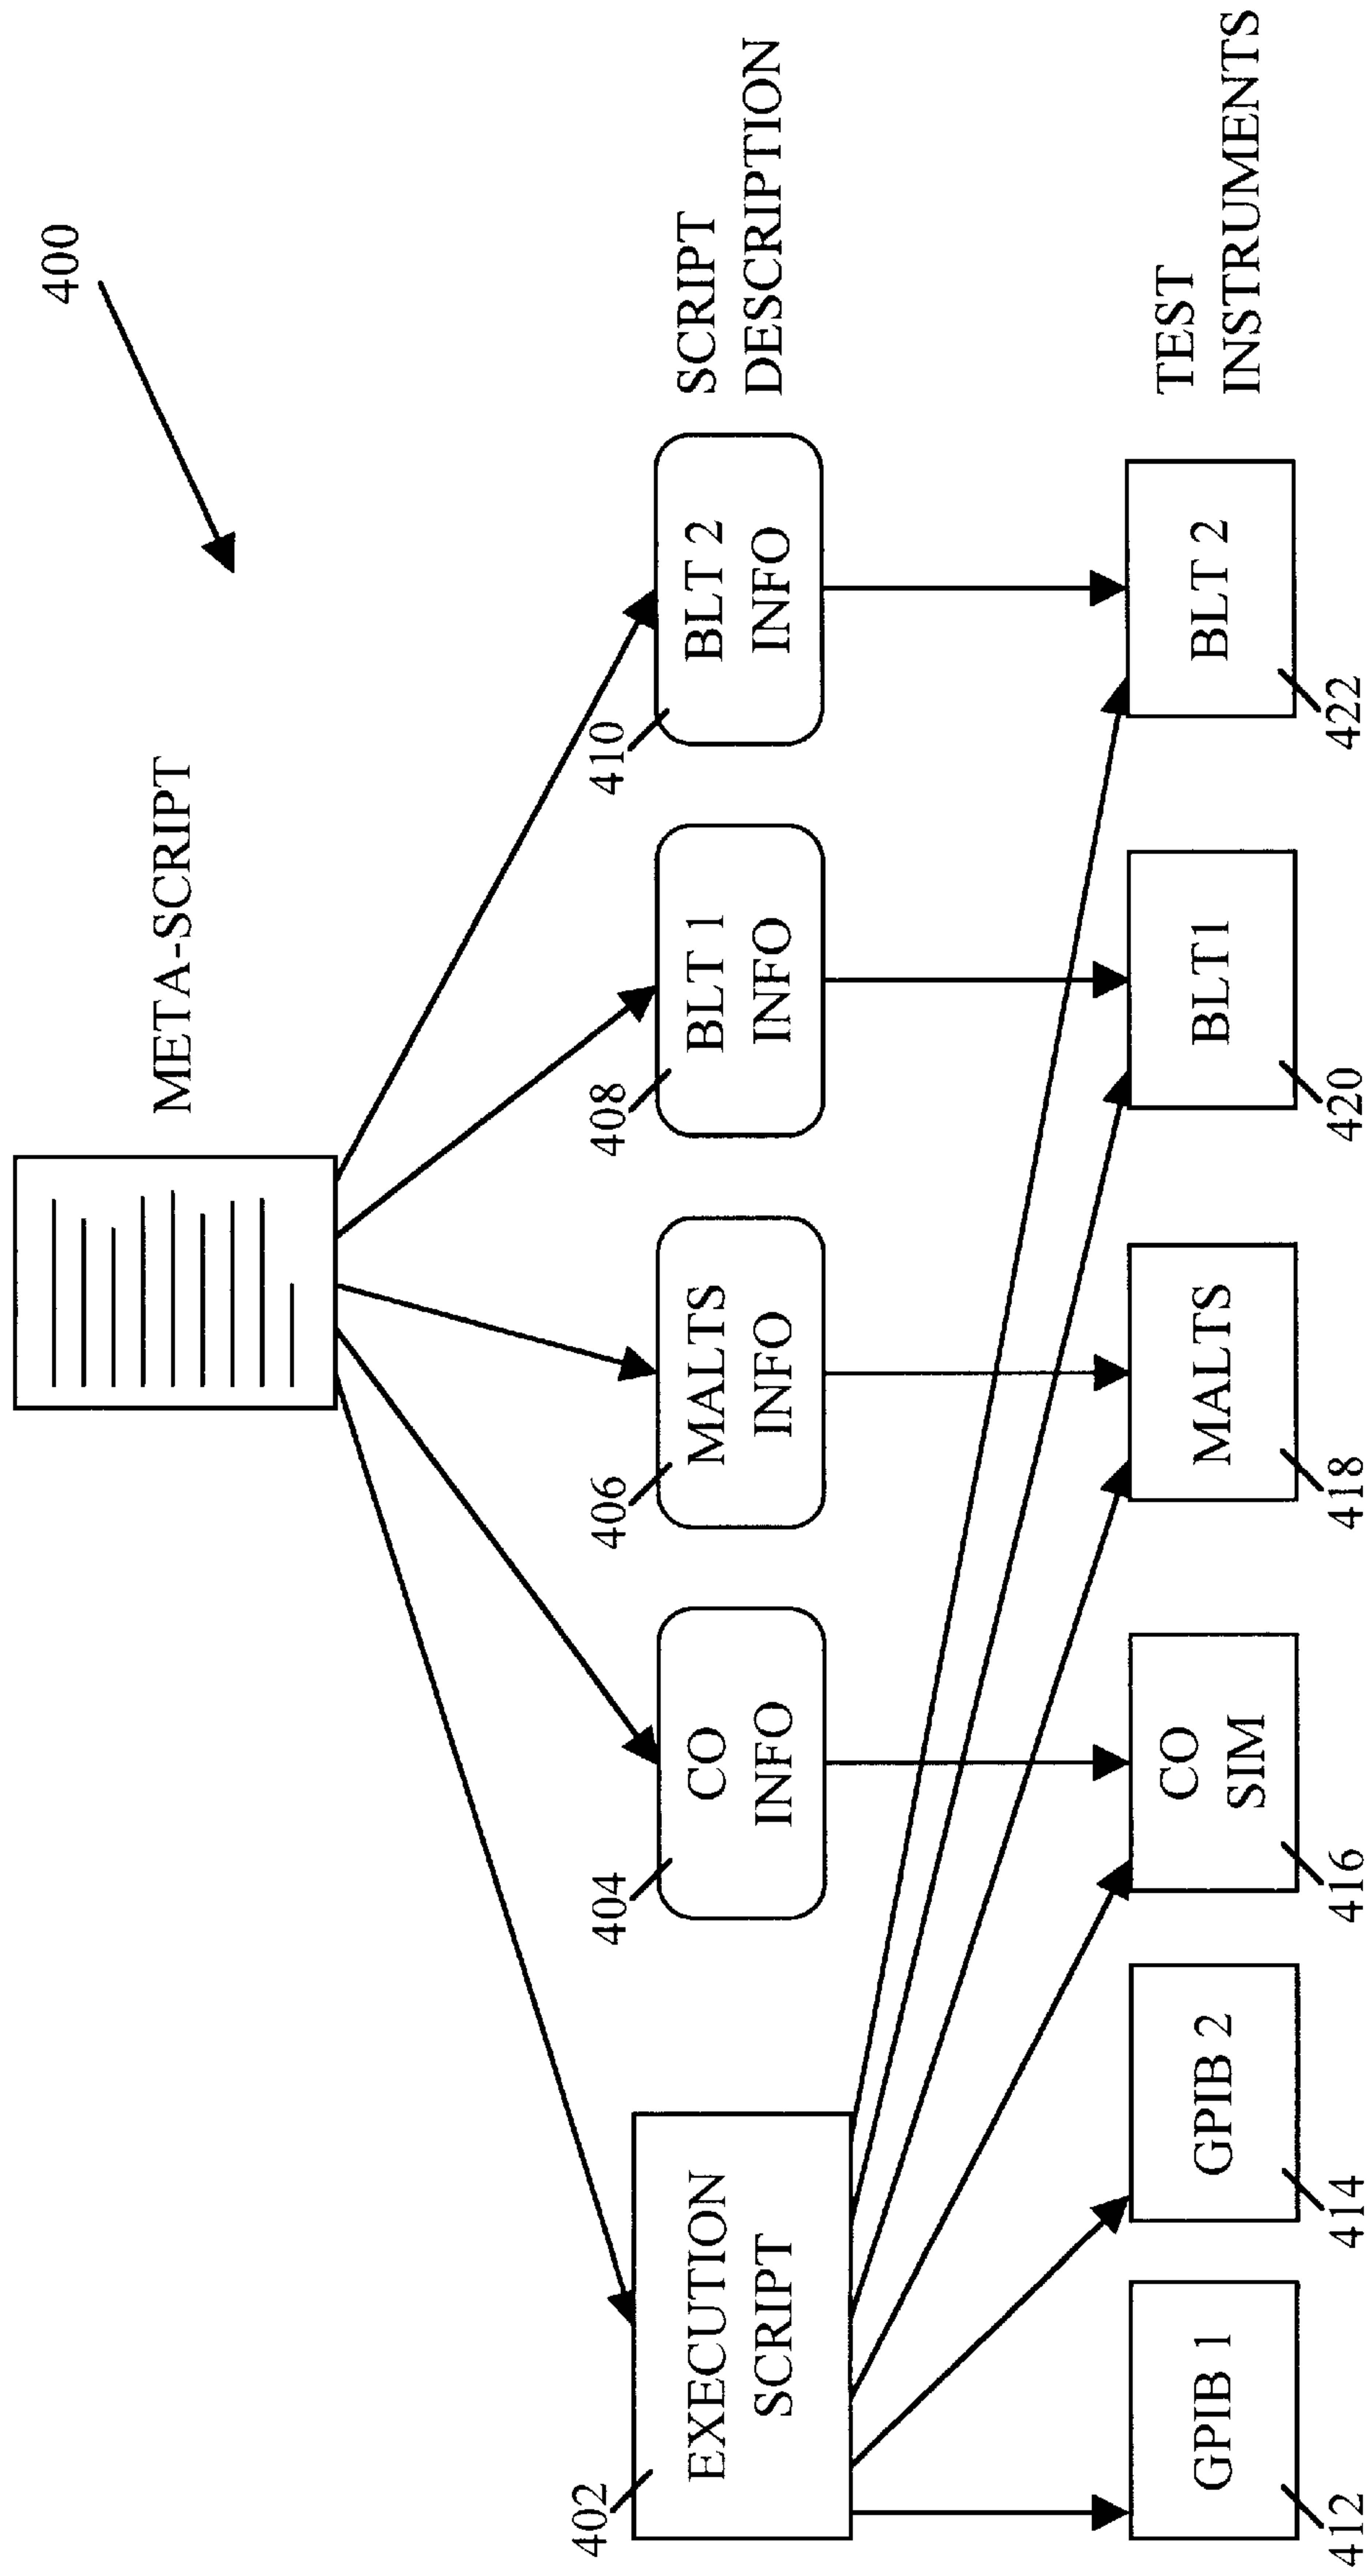 400
META-SCRIPT
SCRIPT
DESCRIPTION
402
EXECUTION
SCRIPT
404
CO
INFO
406
MALTS
INFO
408
BLT 1
INFO
410
BLT 2
INFO
TEST
INSTRUMENTS
GPIB 1
412
GPIB 2
414
CO
SIM
416
MALTS
418
BLT1
420
BLT 2
422